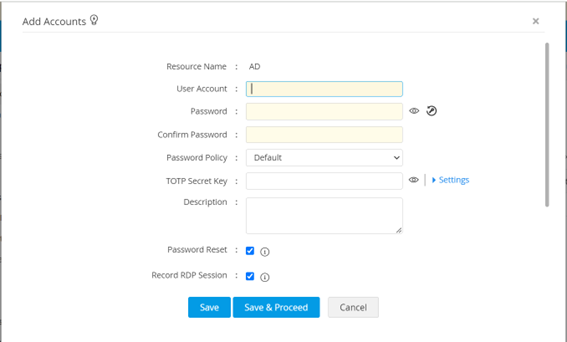 Add Accounts
Resource Name : AD
User Account :
Password :
Confirm Password :
Password Policy : Default
TOTP Secret Key : Settings
Description :
Password Reset :
Record RDP Session :
Save Save & Proceed Cancel